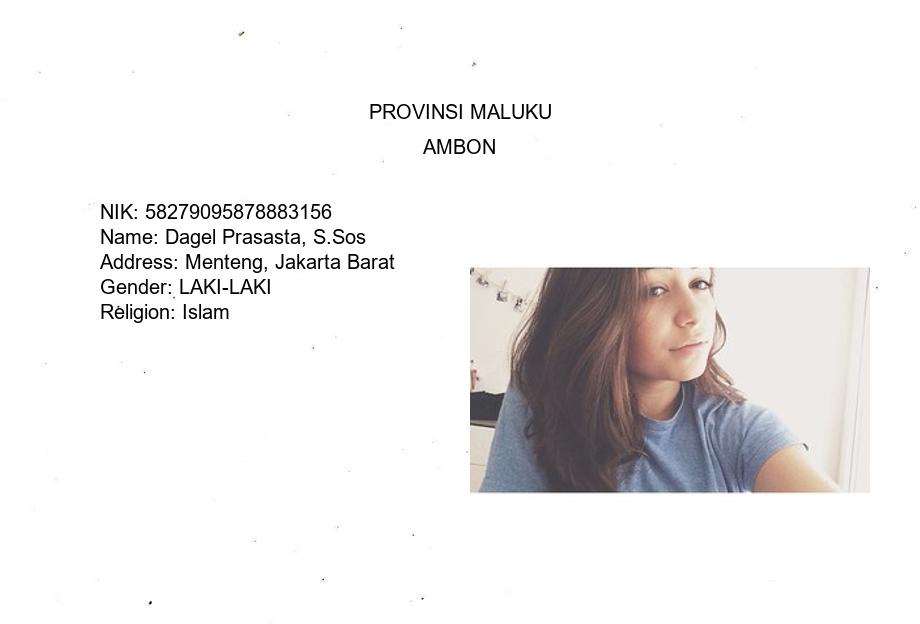 PROVINSI MALUKU
AMBON
NIK: 58279095878883156
Name: Dagel Prasasta, S.Sos
Address: Menteng, Jakarta Barat
Gender: LAKI-LAKI
Religion: Islam